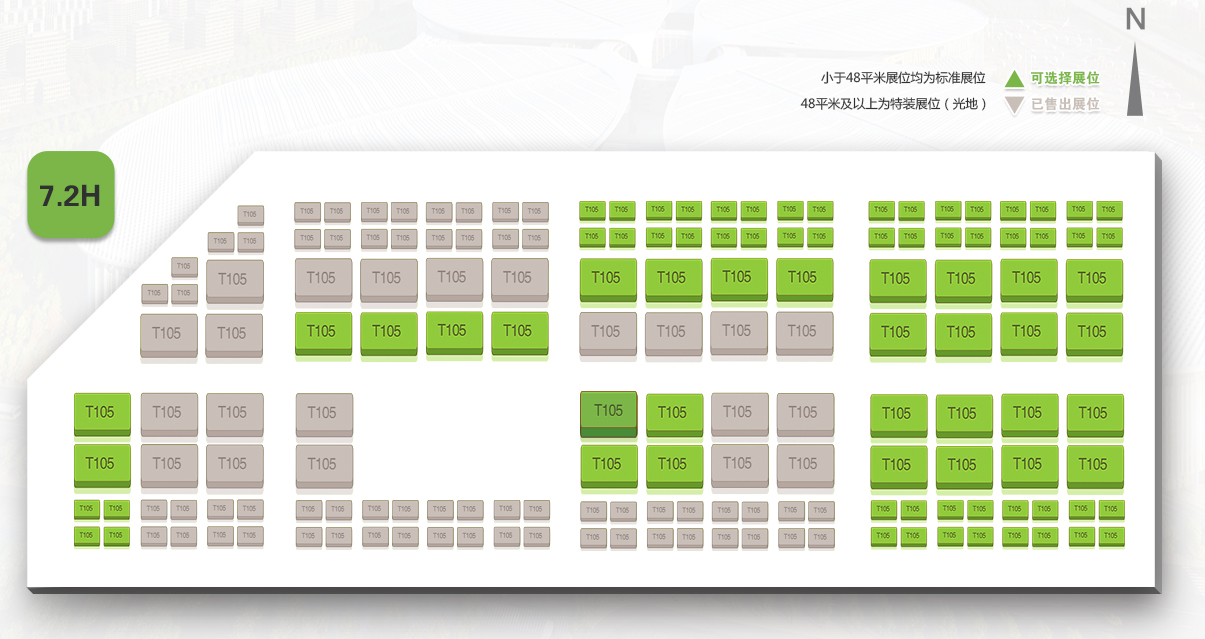 N
小于48平米展位均为标准展位 可选择展位
48平米及以上为特装展位（光地） 已售出展位
7.2H
T105 T105 T105 T105 T105 T105 T105 T105 T105 T105 T105 T105 T105 T105 T105 T105 T105 T105 T105 T105 T105 T105 T105 T105 T105
T105 T105 T105 T105 T105 T105 T105 T105 T105 T105 T105 T105 T105 T105 T105 T105 T105 T105 T105 T105 T105 T105 T105 T105 T105 T105
T105
T105 T105 T105 T105 T105 T105 T105 T105 T105 T105 T105 T105 T105
T105 T105
T105 T105 T105 T105 T105 T105 T105 T105 T105 T105 T105 T105 T105 T105
T105 T105 T105 T105 T105 T105 T105 T105 T105 T105 T105 T105
T105 T105 T105 T105 T105 T105 T105 T105 T105 T105 T105 T105
T105 T105 T105 T105 T105 T105 T105 T105 T105 T105 T105 T105 T105 T105 T105 T105 T105 T105 T105 T105 T105 T105 T105 T105 T105 T105 T105 T105 T105 T105
T105 T105 T105 T105 T105 T105 T105 T105 T105 T105 T105 T105 T105 T105 T105 T105 T105 T105 T105 T105 T105 T105 T105 T105 T105 T105 T105 T105 T105 T105